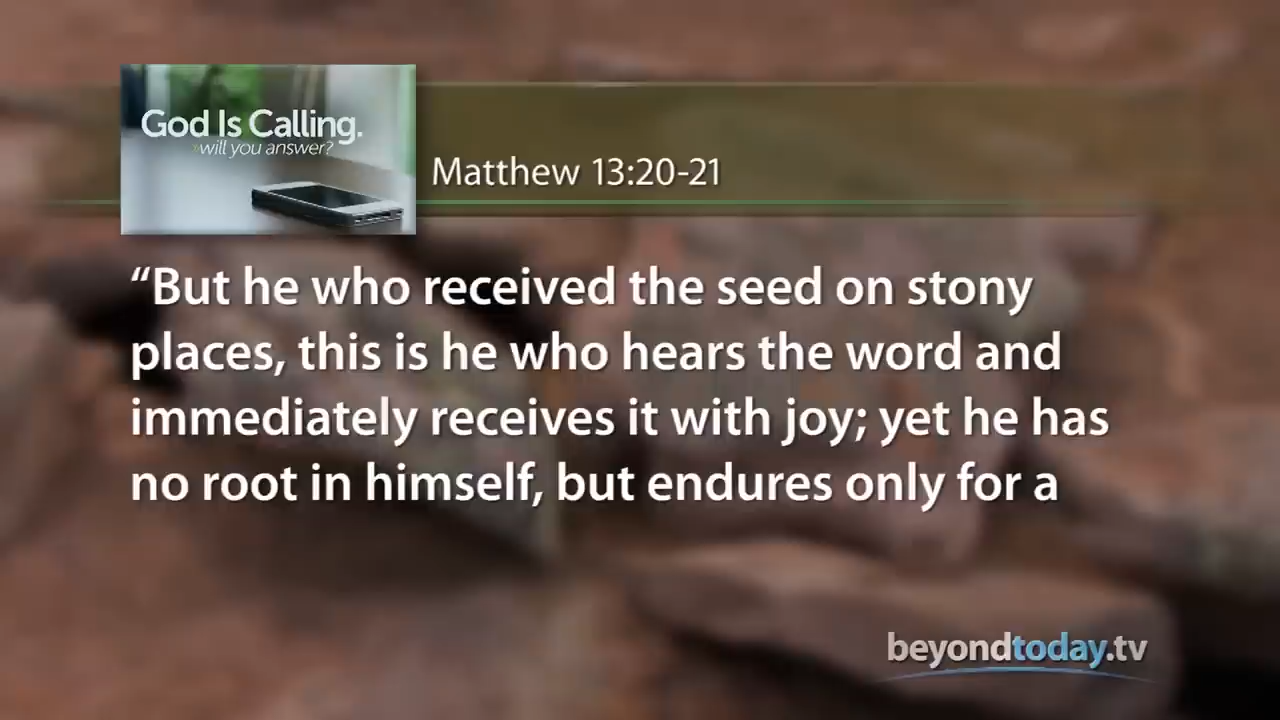 God Is Calling.
will you answer?
Matthew 13:20-21
“But he who received the seed on stony
places, this is he who hears the word and
immediately receives it with joy; yet he has
no root in himself, but endures only for a
beyondtoday.tv